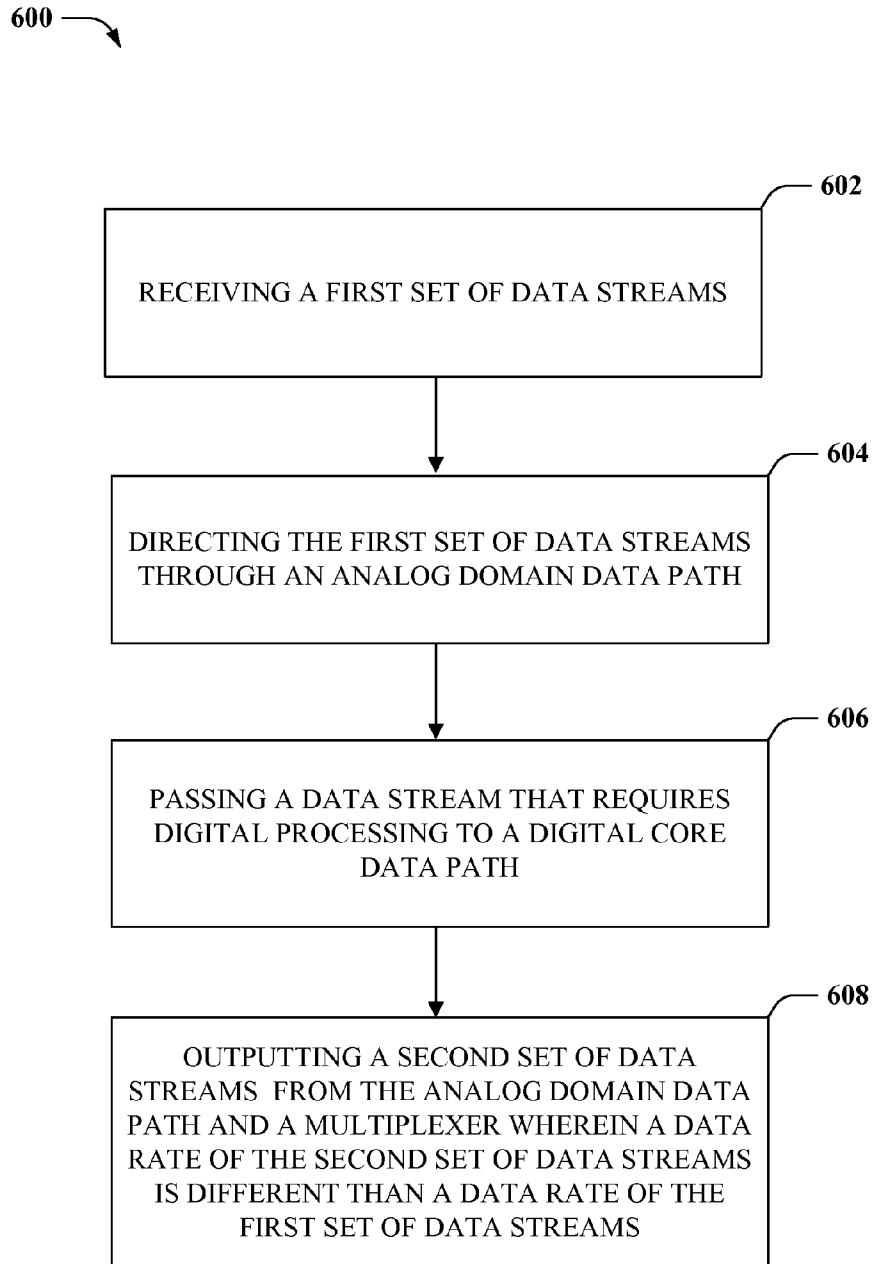 600
602
RECEIVING A FIRST SET OF DATA STREAMS
604
DIRECTING THE FIRST SET OF DATA STREAMS
THROUGH AN ANALOG DOMAIN DATA PATH
606
PASSING A DATA STREAM THAT REQUIRES
DIGITAL PROCESSING TO A DIGITAL CORE
DATA PATH
608
OUTPUTTING A SECOND SET OF DATA
STREAMS FROM THE ANALOG DOMAIN DATA
PATH AND A MULTIPLEXER WHEREIN A DATA
RATE OF THE SECOND SET OF DATA STREAMS
IS DIFFERENT THAN A DATA RATE OF THE
FIRST SET OF DATA STREAMS